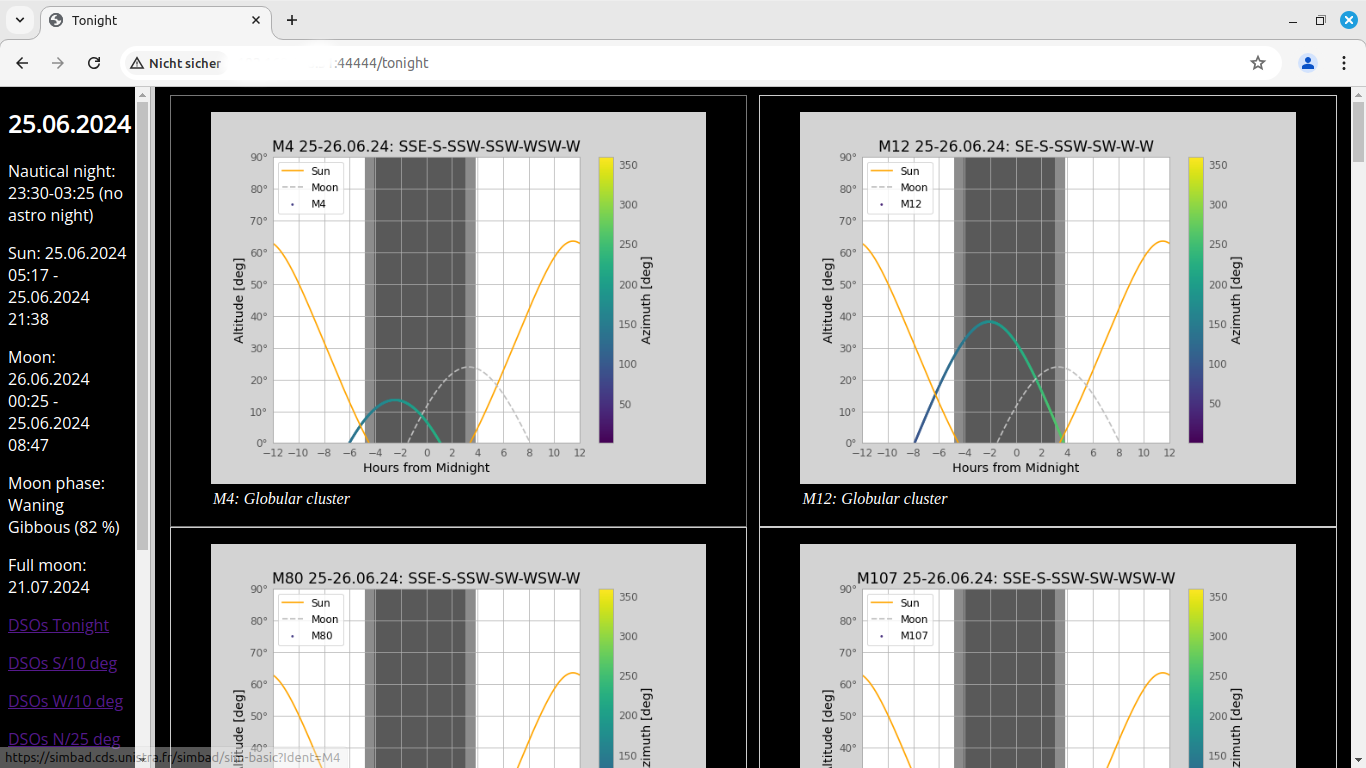 Tonight
Nicht sicher
:44444/tonight
25.06.2024
Nautical night:
23:30-03:25 (no
astro night)
Sun: 25.06.2024
05:17 -
25.06.2024
21:38
Moon:
26.06.2024
00:25 -
25.06.2024
08:47
Moon phase:
Waning
Gibbous (82 %)
Full moon:
21.07.2024
DSOs Tonight
DSOs S/10 deg
DSOs W/10 deg
DSOs N/25 deg
https://simbad.cds.unistra.fr/simbad/sim-basic?Ident=M4
M4 25-26.06.24: SSE-S-SSW-SSW-WSW-W
Sun
Moon
M4
90°
80°
70°
60°
50°
40°
30°
20°
10°
0°
Altitude [deg]
−12 −10 −8 −6 −4 −2 0 2 4 6 8 10 12
Hours from Midnight
350
300
250
200
150
100
50
Azimuth [deg]
M4: Globular cluster
M12 25-26.06.24: SE-S-SSW-SW-W-W
Sun
Moon
M12
90°
80°
70°
60°
50°
40°
30°
20°
10°
0°
Altitude [deg]
−12 −10 −8 −6 −4 −2 0 2 4 6 8 10 12
Hours from Midnight
350
300
250
200
150
100
50
Azimuth [deg]
M12: Globular cluster
M80 25-26.06.24: SSE-S-SSW-SW-WSW-W
Sun
Moon
M80
90°
80°
70°
60°
50°
40°
Altitude [deg]
350
300
250
200
150
Azimuth [deg]
M107 25-26.06.24: SSE-S-SSW-SW-WSW-W
Sun
Moon
M107
90°
80°
70°
60°
50°
40°
Altitude [deg]
350
300
250
200
150
Azimuth [deg]